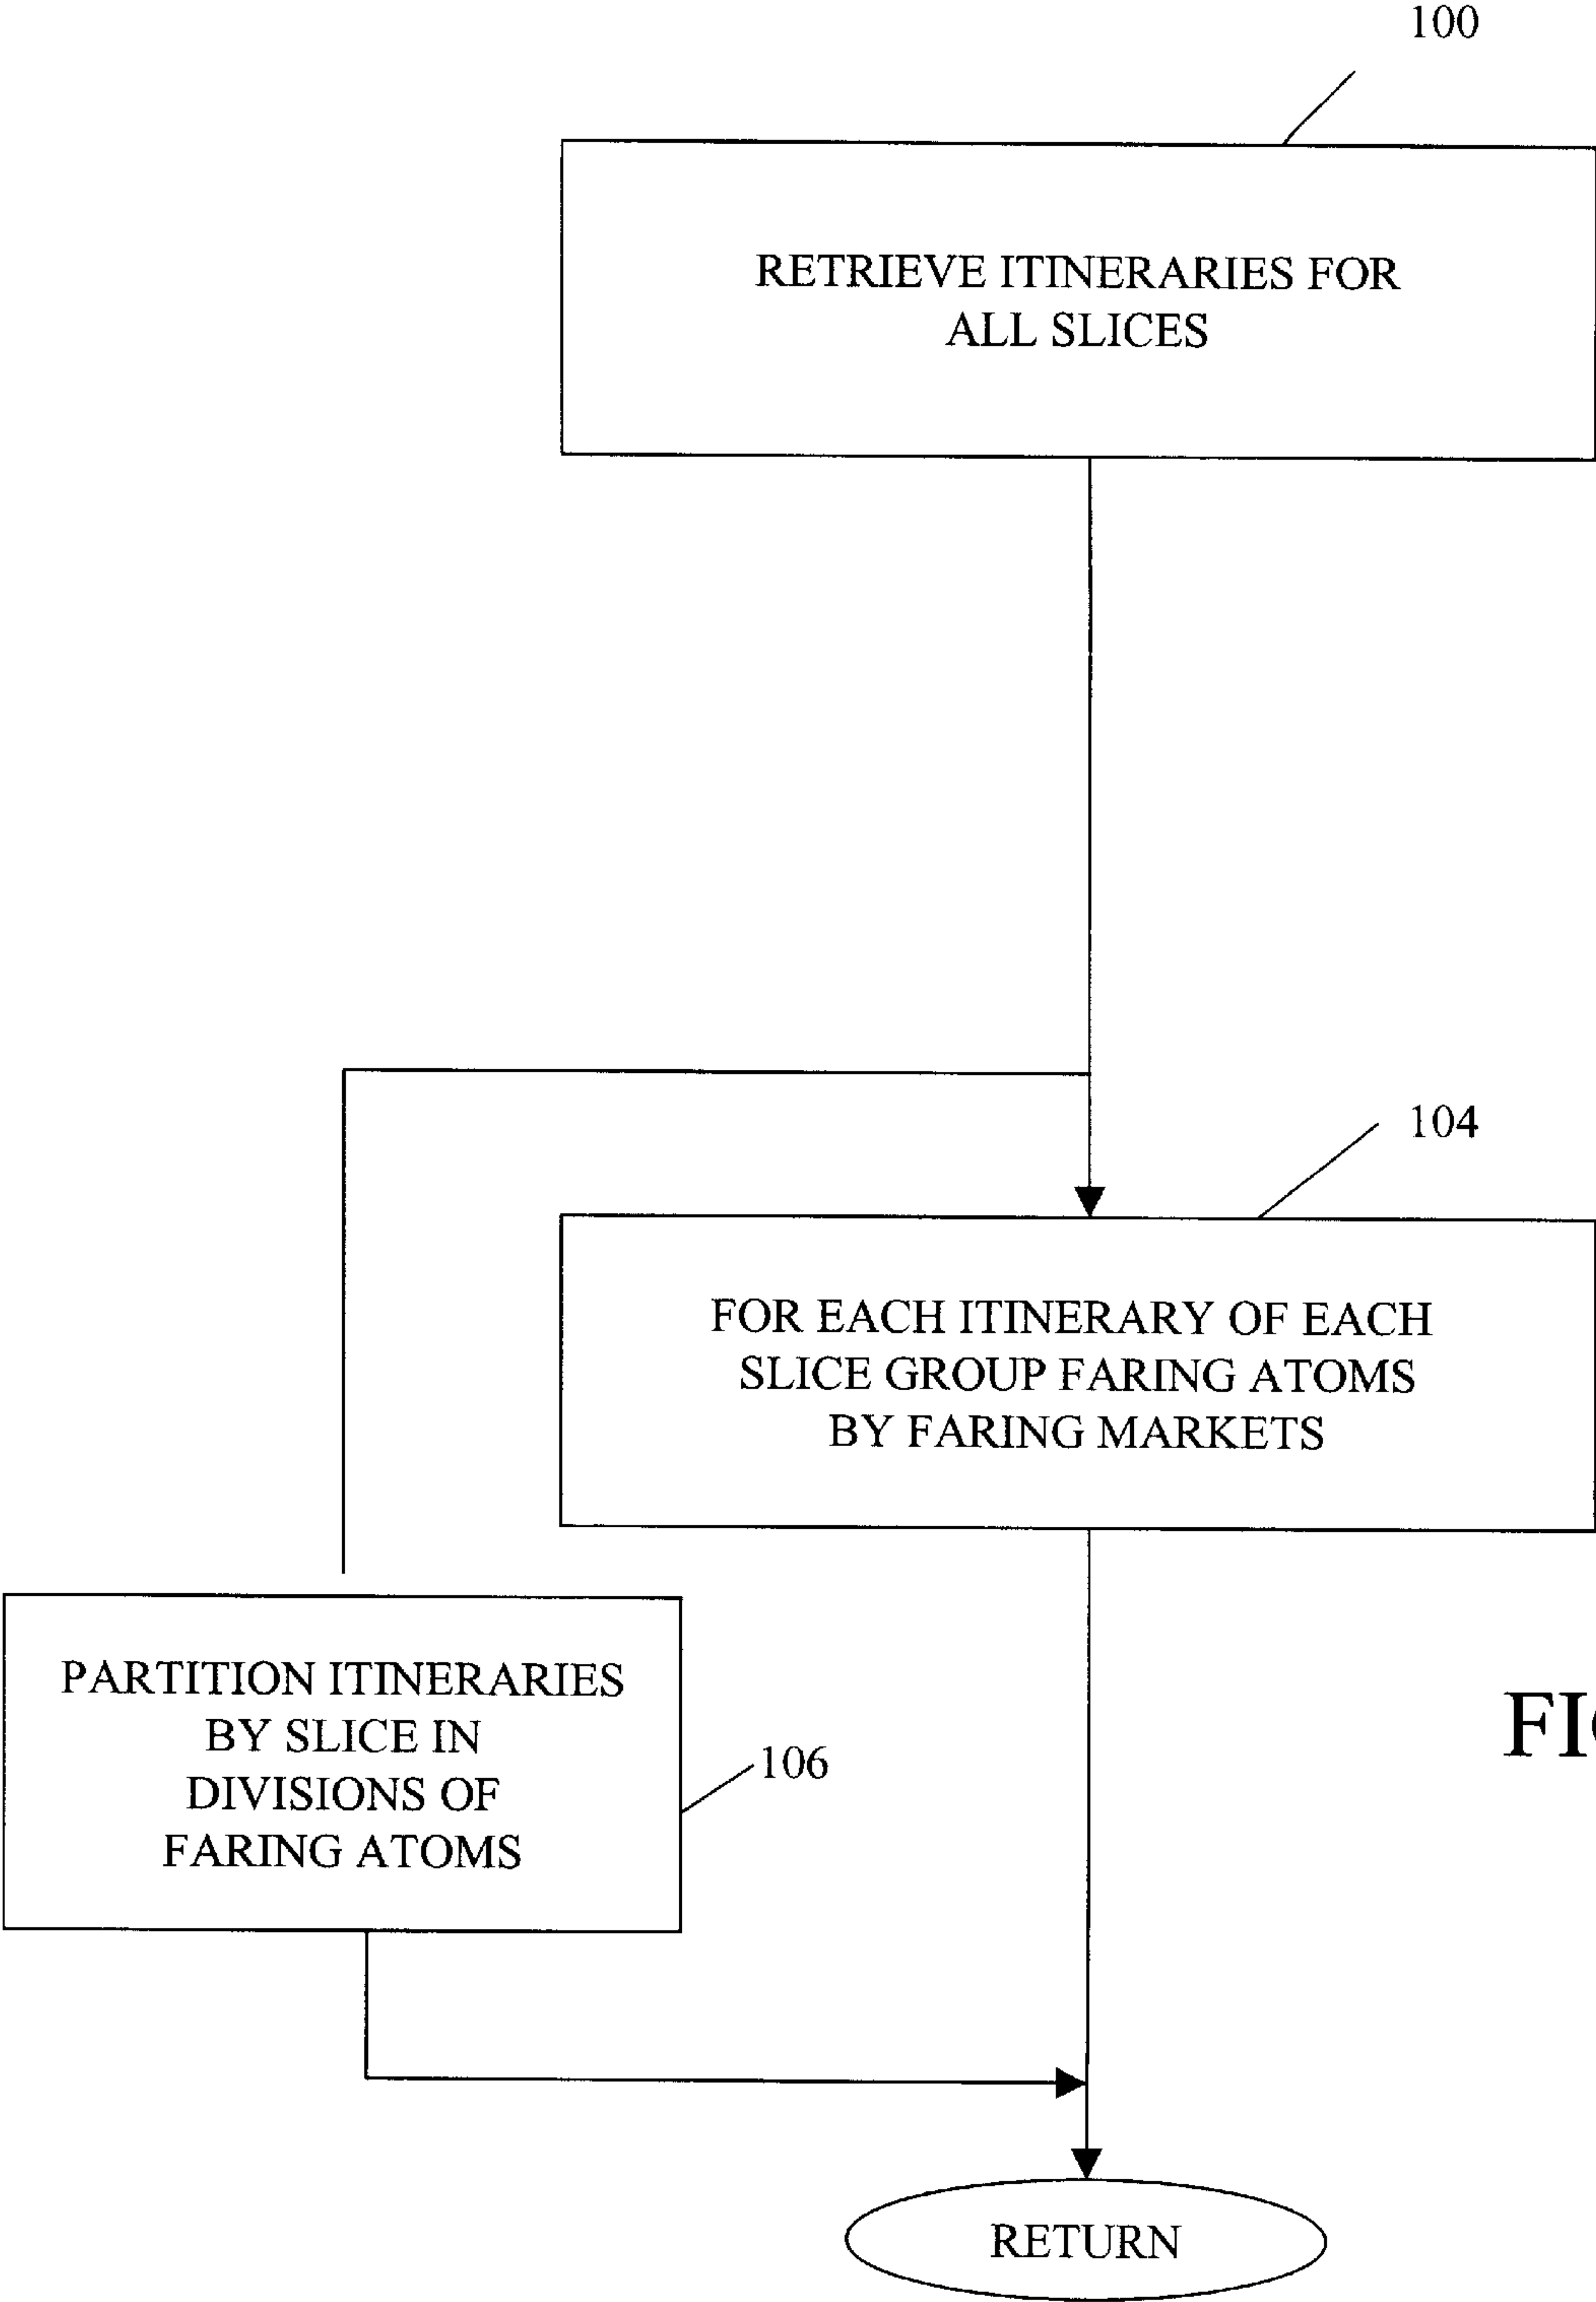 100
RETRIEVE ITINERARIES FOR
ALL SLICES
104
FOR EACH ITINERARY OF EACH
SLICE GROUP FARING ATOMS
BY FARING MARKETS
PARTITION ITINERARIES
BY SLICE IN
DIVISIONS OF
FARING ATOMS
106
RETURN